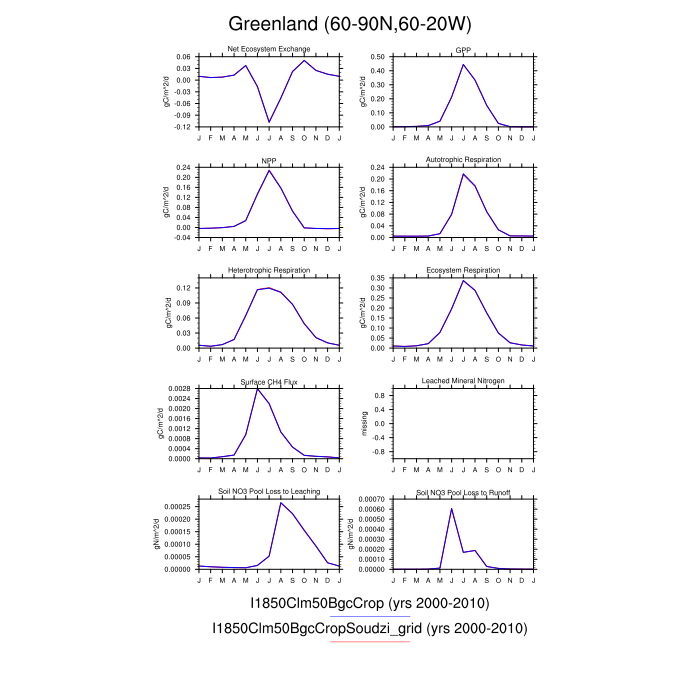 Greenland (60-90N,60-20W)
Net Ecosystem Exchange
gC/m^2/d
0.06
0.03
0.00
-0.03
-0.06
-0.09
-0.12
J F M A M J J A S O N D J
GPP
gC/m^2/d
0.50
0.40
0.30
0.20
0.10
0.00
J F M A M J J A S O N D J
NPP
gC/m^2/d
0.24
0.20
0.16
0.12
0.08
0.04
0.00
-0.04
J F M A M J J A S O N D J
Autotrophic Respiration
gC/m^2/d
0.24
0.20
0.16
0.12
0.08
0.04
0.00
J F M A M J J A S O N D J
Heterotrophic Respiration
gC/m^2/d
0.12
0.09
0.06
0.03
0.00
J F M A M J J A S O N D J
Ecosystem Respiration
gC/m^2/d
0.35
0.30
0.25
0.20
0.15
0.10
0.05
0.00
J F M A M J J A S O N D J
Surface CH4 Flux
gC/m^2/d
0.0028
0.0024
0.0020
0.0016
0.0012
0.0008
0.0004
0.0000
J F M A M J J A S O N D J
Leached Mineral Nitrogen
missing
0.8
0.4
0.0
-0.4
-0.8
J F M A M J J A S O N D J
Soil NO3 Pool Loss to Leaching
gN/m^2/d
0.00025
0.00020
0.00015
0.00010
0.00005
0.00000
J F M A M J J A S O N D J
Soil NO3 Pool Loss to Runoff
gN/m^2/d
0.00070
0.00060
0.00050
0.00040
0.00030
0.00020
0.00010
0.00000
J F M A M J J A S O N D J
I1850Clm50BgcCrop (yrs 2000-2010)
I1850Clm50BgcCropSoudzi_grid (yrs 2000-2010)